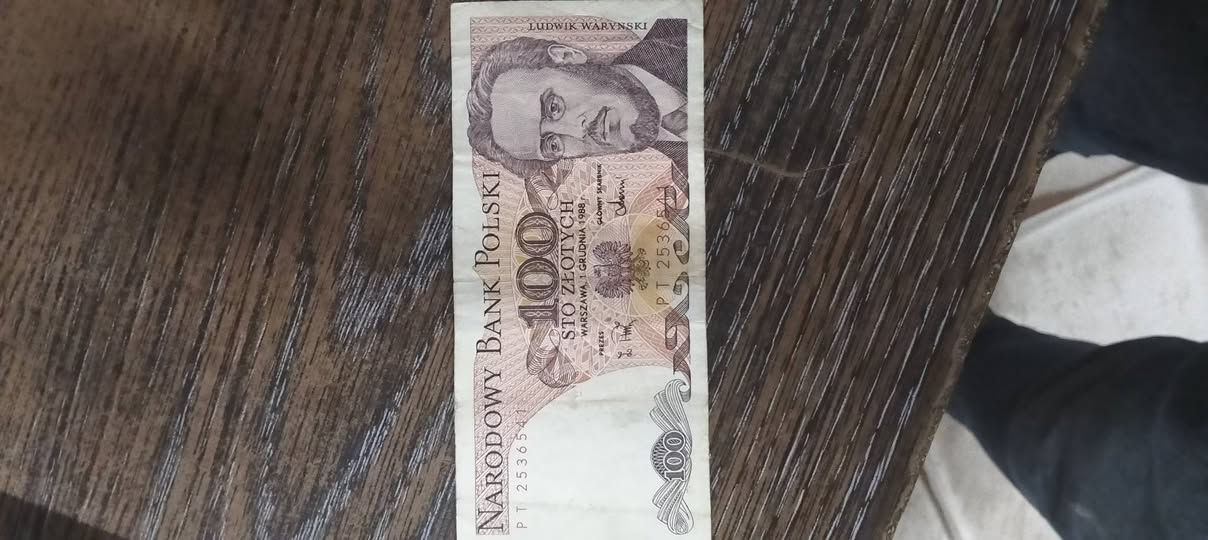 LUDWIK WARYŃSKI
NARODOWY BANK POLSKI
PT 2536541
100
STO ZŁOTYCH
WARSZAWA, 1 GRUDNIA 1988 r.
PREZES
GŁÓWNY SKARBNIK
PT 2536541
100